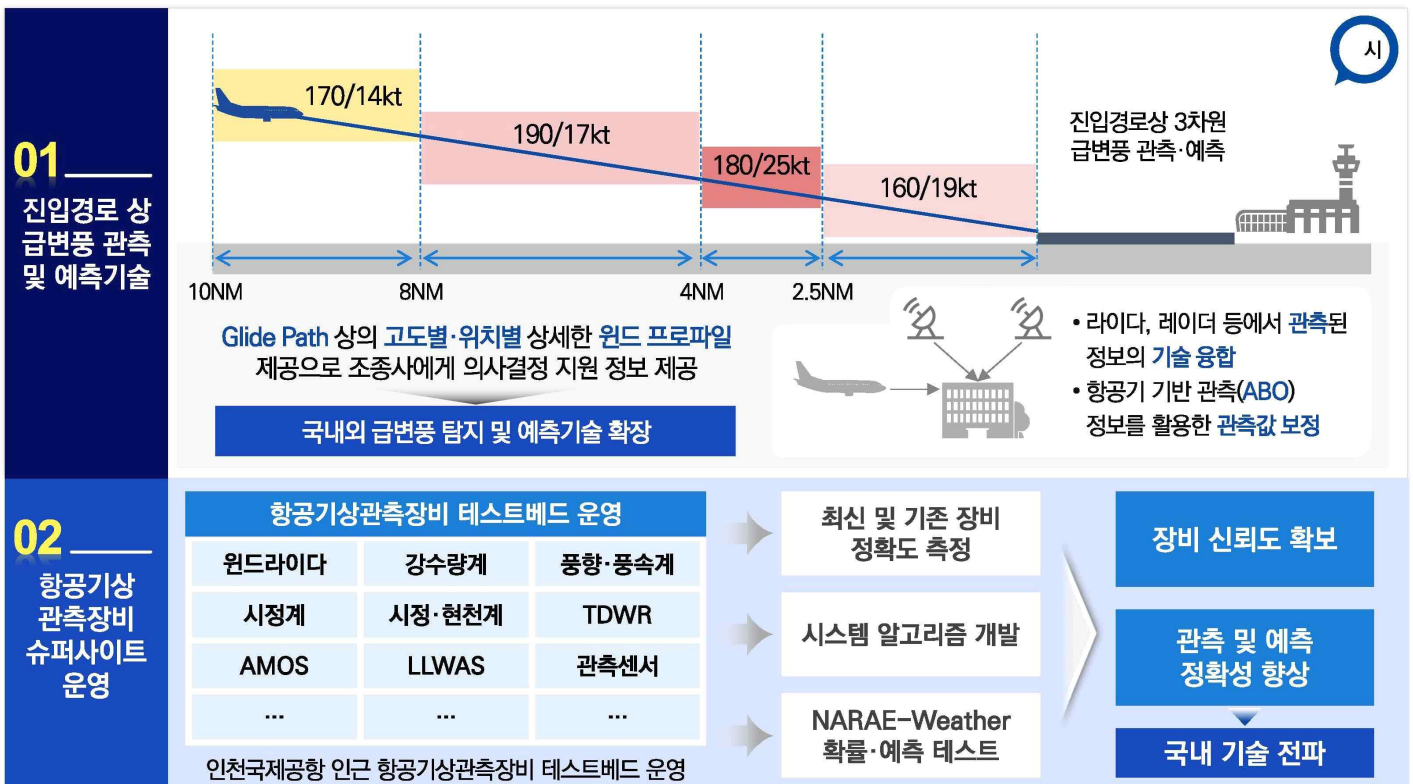 01
진입경로 상
급변풍 관측
및 예측기술
시
170/14kt
190/17kt
180/25kt
160/19kt
진입경로상 3차원
급변풍 관측·예측
10NM
8NM
4NM
2.5NM
Glide Path 상의 고도별·위치별 상세한 윈드 프로파일
제공으로 조종사에게 의사결정 지원 정보 제공
국내외 급변풍 탐지 및 예측기술 확장
• 라이다, 레이더 등에서 관측된
정보의 기술 융합
• 항공기 기반 관측(ABO)
정보를 활용한 관측값 보정
02
항공기상
관측장비
슈퍼사이트
운영
항공기상관측장비 테스트베드 운영
윈드라이다 강수량계 풍향·풍속계
시정계 시정·현천계 TDWR
AMOS LLWAS 관측센서
... ... ...
인천국제공항 인근 항공기상관측장비 테스트베드 운영
최신 및 기존 장비
정확도 측정
시스템 알고리즘 개발
NARAE-Weather
확률·예측 테스트
장비 신뢰도 확보
관측 및 예측
정확성 향상
국내 기술 전파